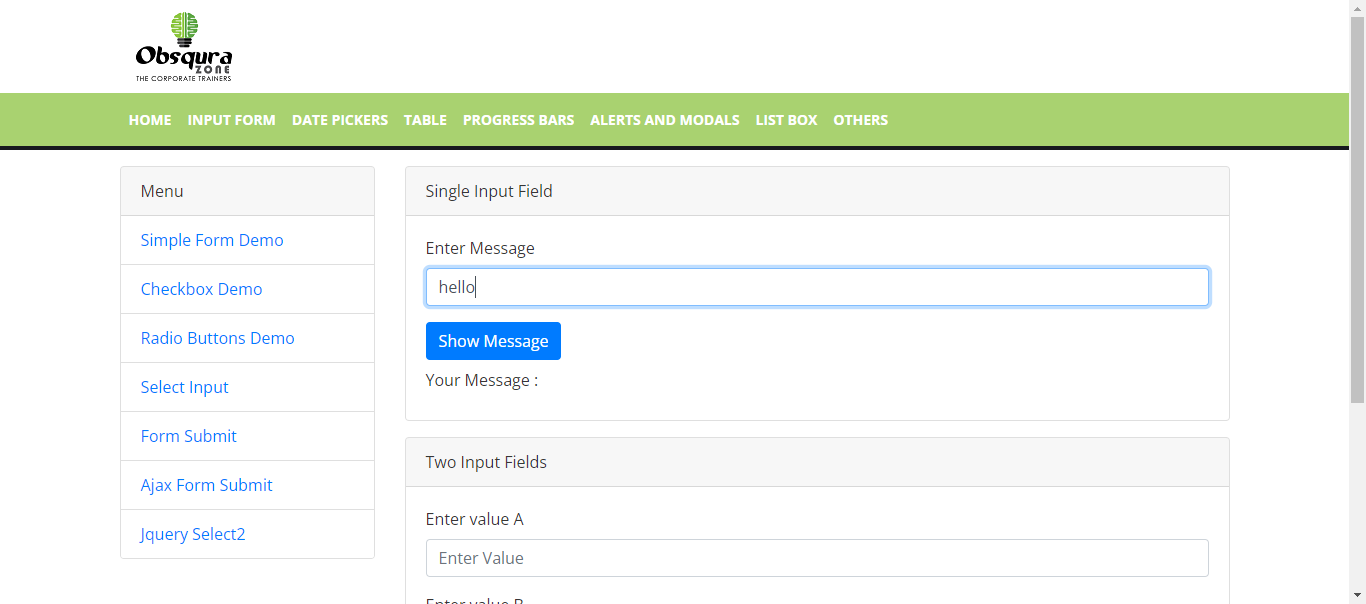 Obsqura
ZONE
THE CORPORATE TRAINERS
HOME INPUT FORM DATE PICKERS TABLE PROGRESS BARS ALERTS AND MODALS LIST BOX OTHERS
Menu
Simple Form Demo
Checkbox Demo
Radio Buttons Demo
Select Input
Form Submit
Ajax Form Submit
Jquery Select2
Single Input Field
Enter Message
hello
Show Message
Your Message :
Two Input Fields
Enter value A
Enter Value
Enter value B